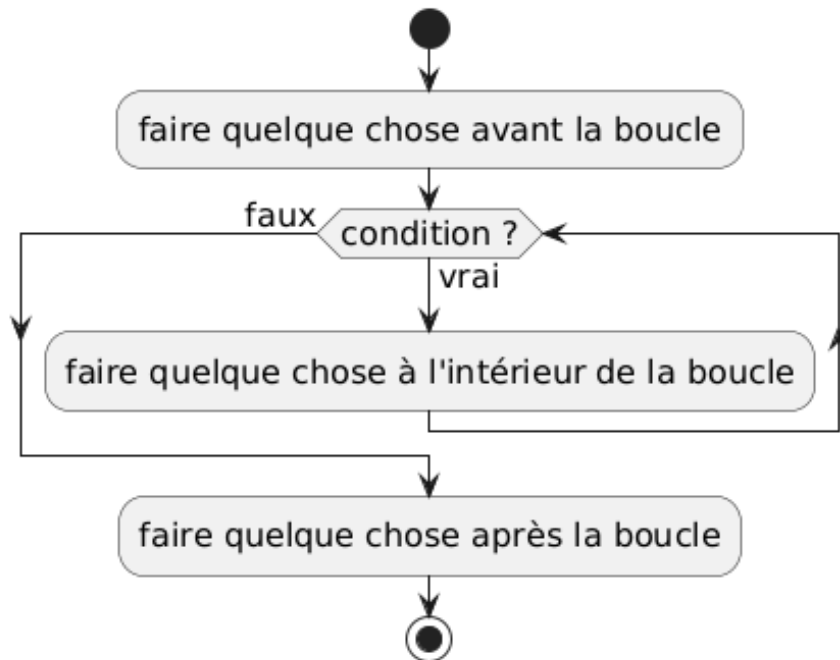 faire quelque chose avant la boucle
faux
condition ?
vrai
faire quelque chose à l'intérieur de la boucle
faire quelque chose après la boucle